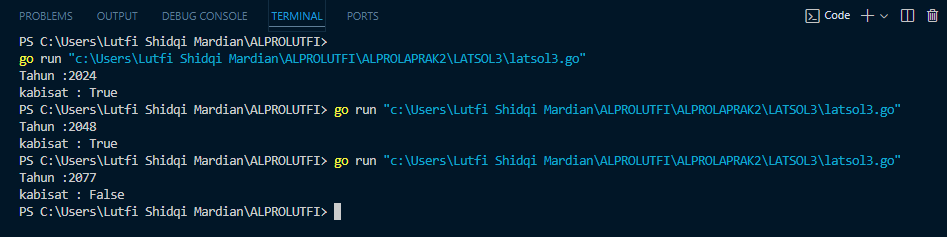 PROBLEMS OUTPUT DEBUG CONSOLE TERMINAL PORTS Code
PS C:\Users\Lutfi Shidqi Mardian\ALPROLUTFI>
go run "c:\Users\Lutfi Shidqi Mardian\ALPROLUTFI\ALPROLAPRAK2\LATSOL3\latsol3.go"
Tahun :2024
kabisat : True
PS C:\Users\Lutfi Shidqi Mardian\ALPROLUTFI> go run "c:\Users\Lutfi Shidqi Mardian\ALPROLUTFI\ALPROLAPRAK2\LATSOL3\latsol3.go"
Tahun :2048
kabisat : True
PS C:\Users\Lutfi Shidqi Mardian\ALPROLUTFI> go run "c:\Users\Lutfi Shidqi Mardian\ALPROLUTFI\ALPROLAPRAK2\LATSOL3\latsol3.go"
Tahun :2077
kabisat : False
PS C:\Users\Lutfi Shidqi Mardian\ALPROLUTFI>